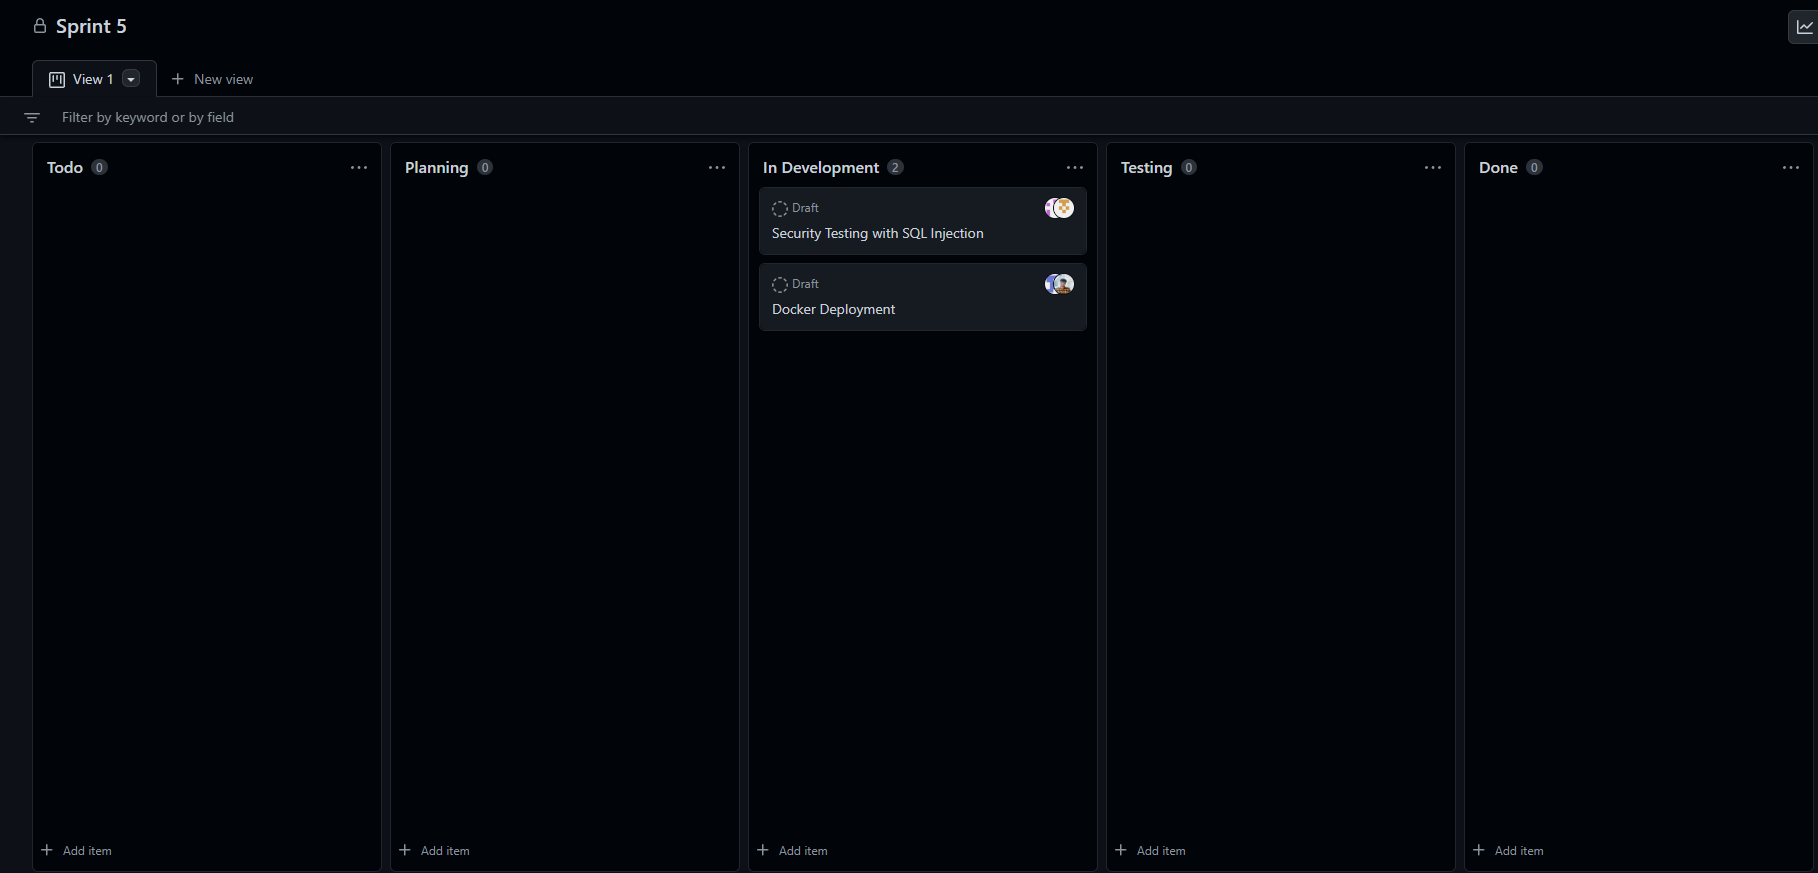 Sprint 5
View 1
New view
Filter by keyword or by field
Todo 0
Planning 0
In Development 2
Testing 0
Done 0
Draft
Security Testing with SQL Injection
Draft
Docker Deployment
Add item
Add item
Add item
Add item
Add item